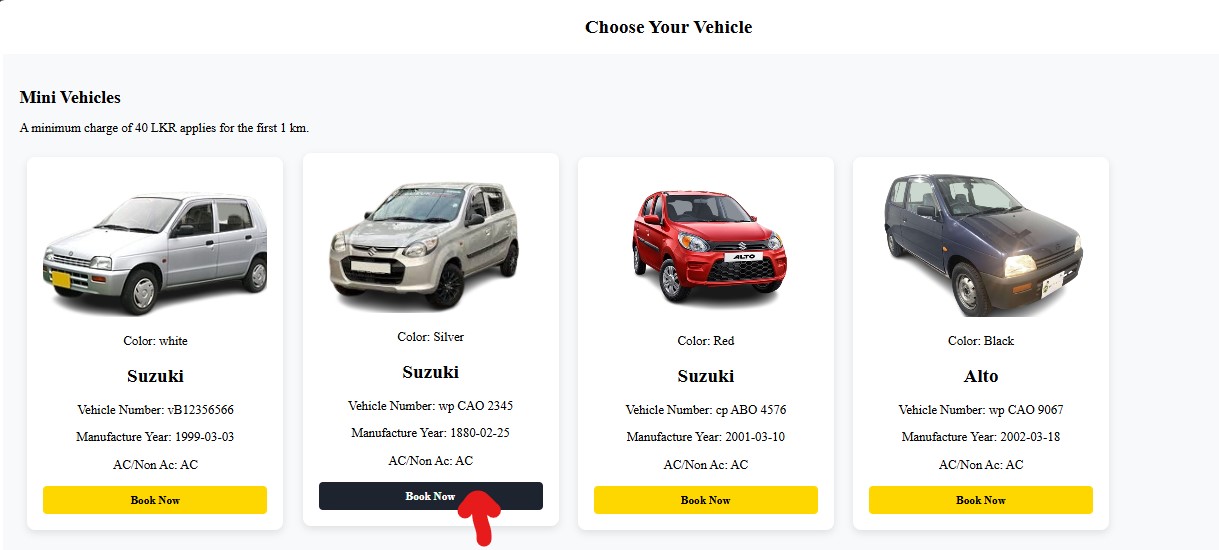 Choose Your Vehicle
Mini Vehicles
A minimum charge of 40 LKR applies for the first 1 km.
Color: white
Suzuki
Vehicle Number: vB12356566
Manufacture Year: 1999-03-03
AC/Non Ac: AC
Book Now
Color: Silver
Suzuki
Vehicle Number: wp CAO 2345
Manufacture Year: 1880-02-25
AC/Non Ac: AC
Book Now
ALTO
Color: Red
Suzuki
Vehicle Number: cp ABO 4576
Manufacture Year: 2001-03-10
AC/Non Ac: AC
Book Now
Color: Black
Alto
Vehicle Number: wp CAO 9067
Manufacture Year: 2002-03-18
AC/Non Ac: AC
Book Now